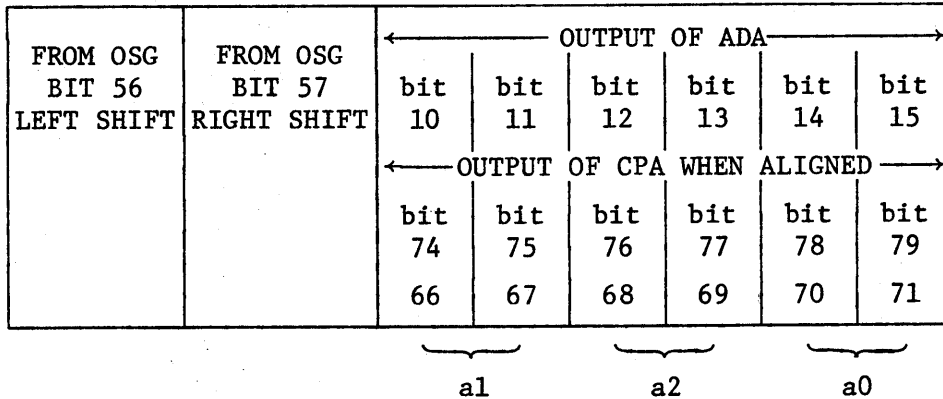 FROM OSG
BIT 56
LEFT SHIFT
FROM OSG
BIT 57
RIGHT SHIFT
OUTPUT OF ADA
bit bit bit bit bit bit
10 11 12 13 14 15
OUTPUT OF CPA WHEN ALIGNED
bit bit bit bit bit bit
74 75 76 77 78 79
66 67 68 69 70 71
a1 a2 a0